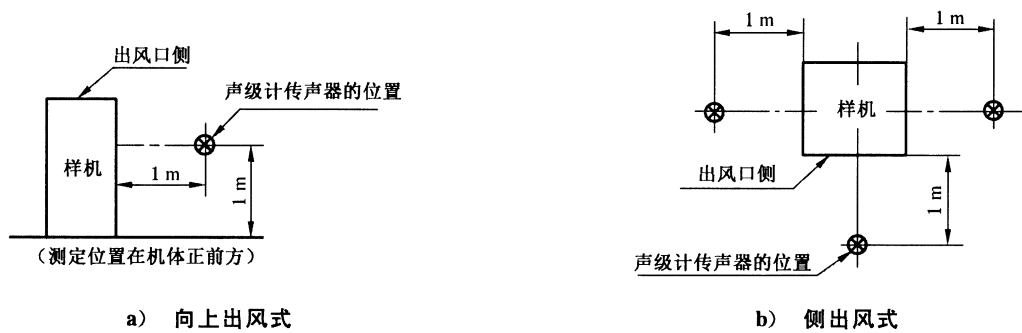 出风口侧
声级计传声器的位置
样机
1 m
1 m
(测定位置在机体正前方)
a) 向上出风式
1 m
1 m
样机
出风口侧
1 m
声级计传声器的位置
b) 侧出风式